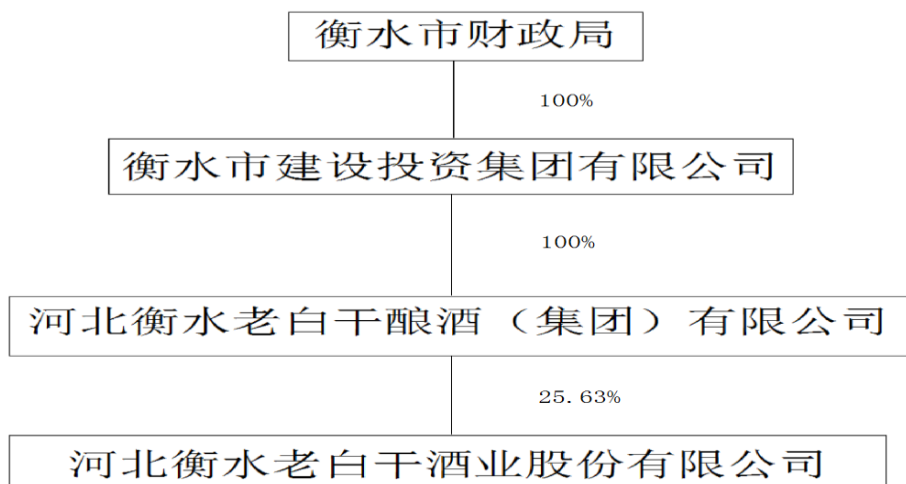 衡水市财政局
100%
衡水市建设投资集团有限公司
100%
河北衡水老白干酿酒（集团）有限公司
25.63%
河北衡水老白干酒业股份有限公司